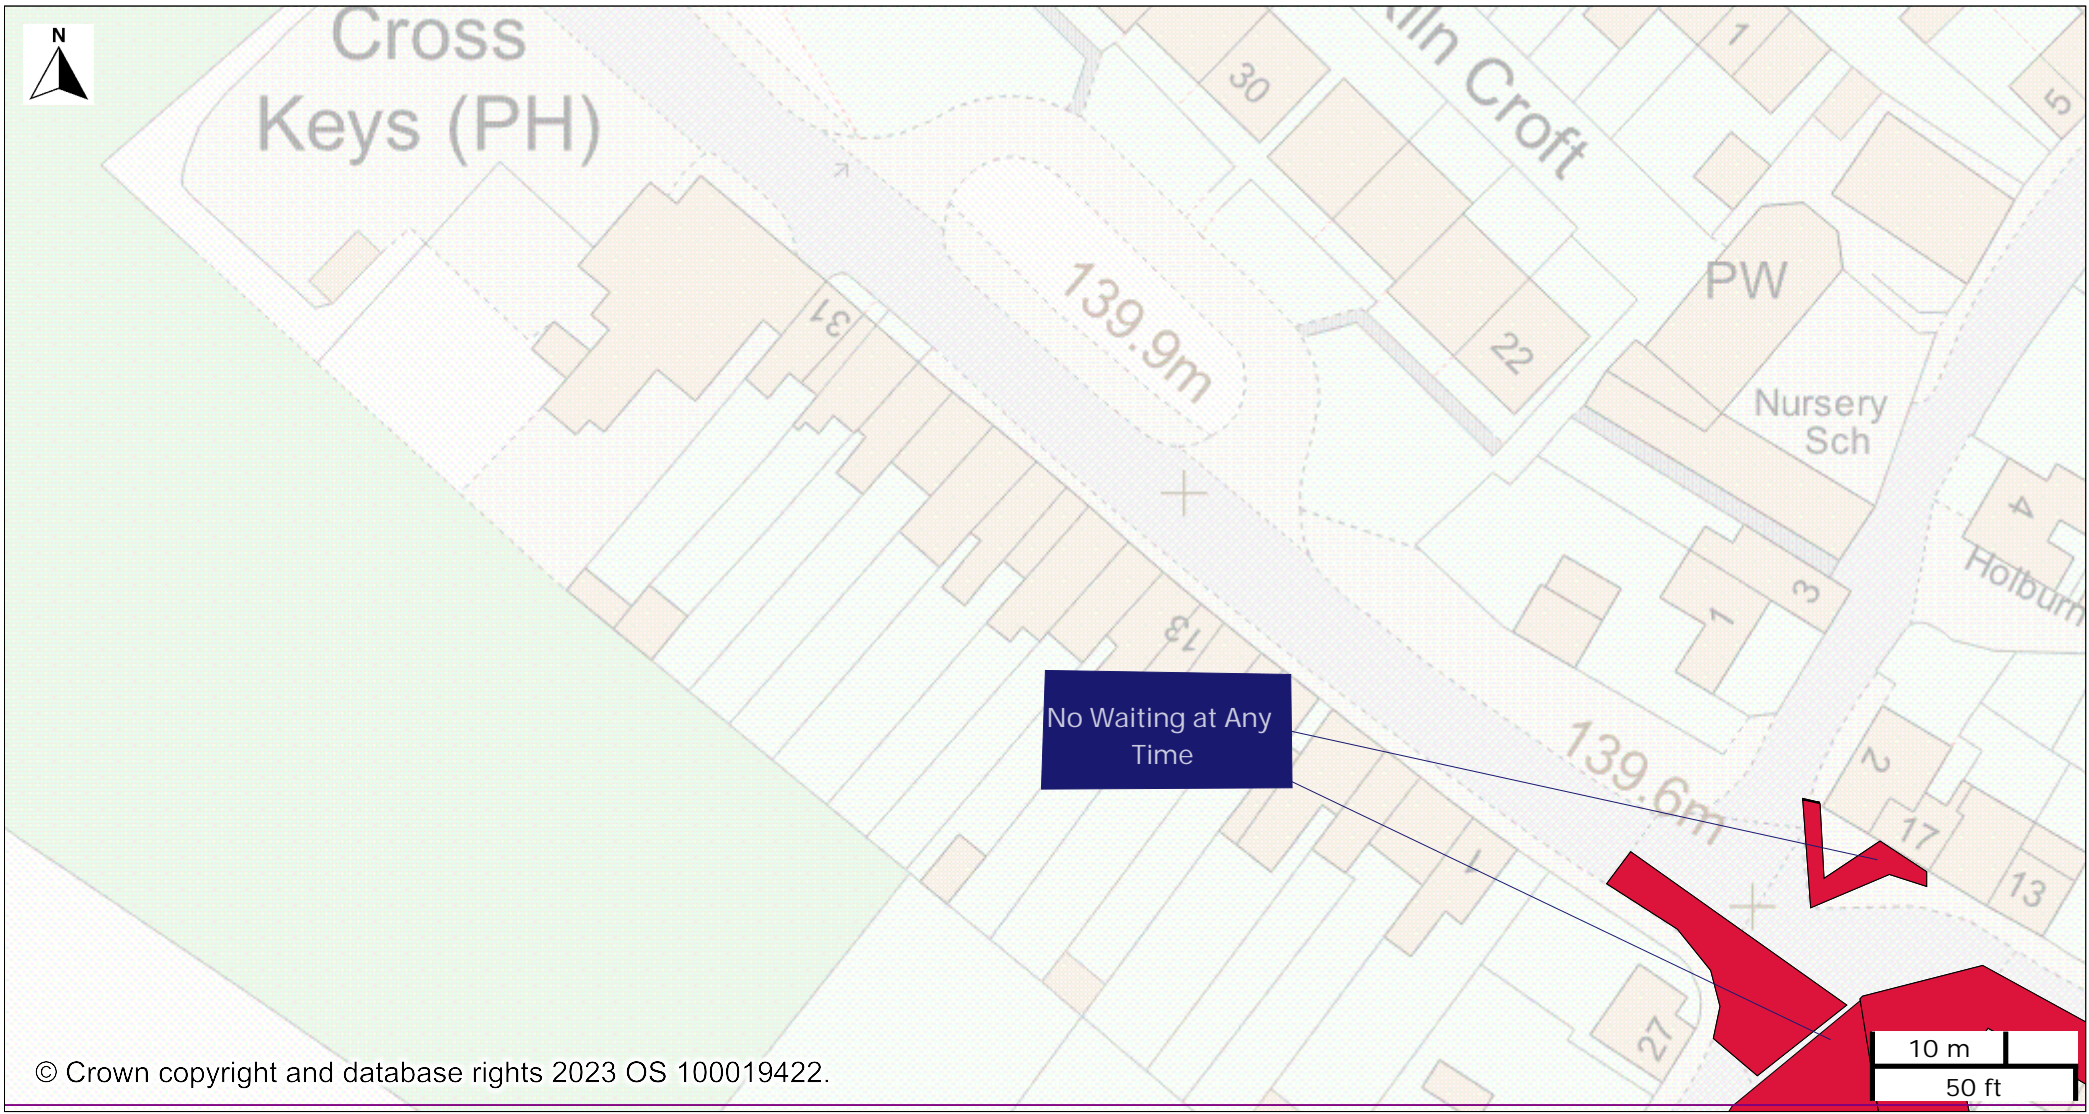 N
Cross
Keys (PH)
30
Kiln Croft
1
5
PW
139.9m
31
22
Nursery
Sch
4
Holburn
3
1
13
No Waiting at Any
Time
139.6m
2
17
13
1
27
10 m
50 ft
© Crown copyright and database rights 2023 OS 100019422.